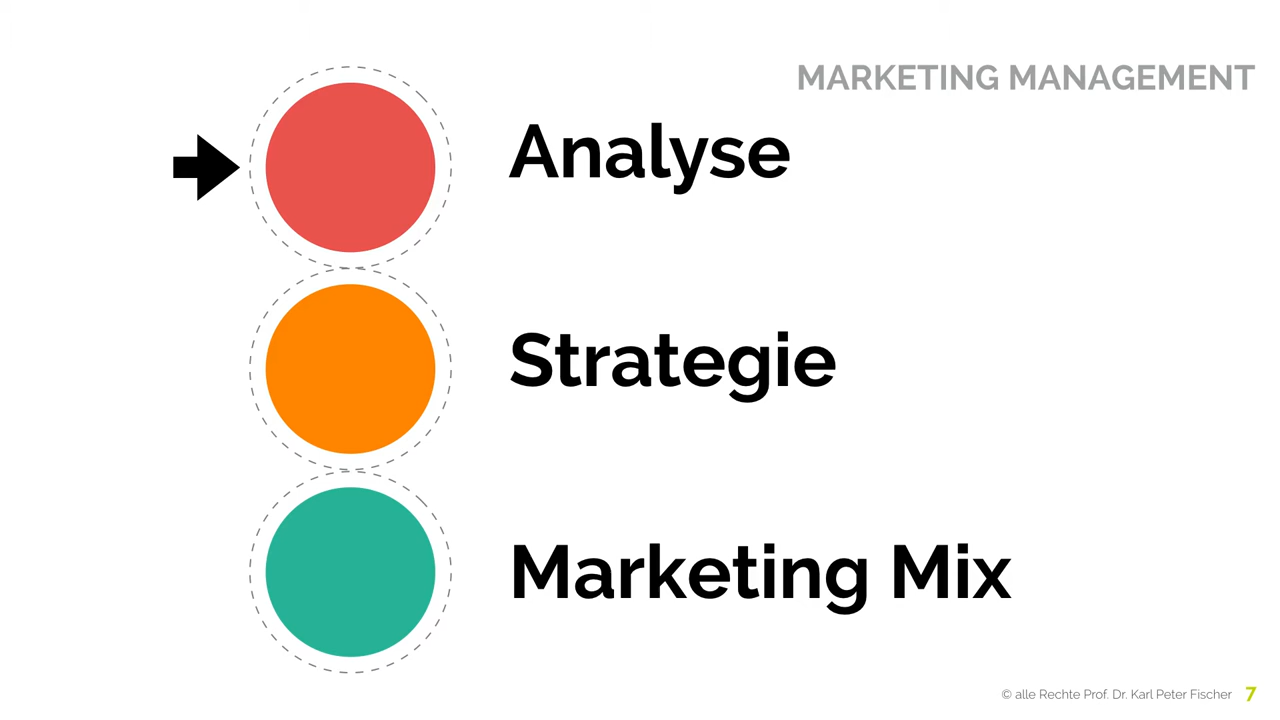 MARKETING MANAGEMENT
Analyse
Strategie
Marketing Mix
© alle Rechte Prof. Dr. Karl Peter Fischer 7